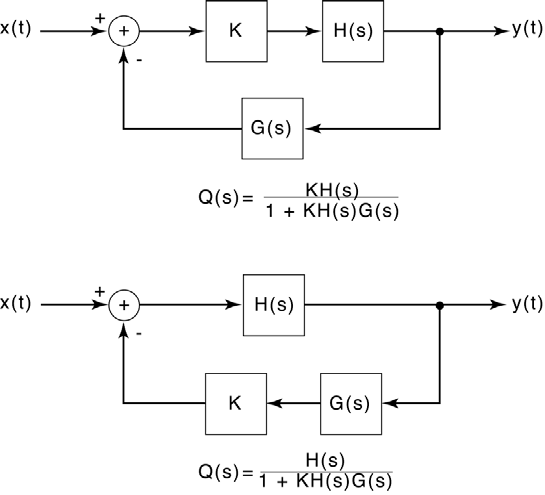 x(t) + + K H(s) y(t)
-
G(s)
Q(s) = KH(s) / 1 + KH(s)G(s)
x(t) + + H(s) y(t)
-
K G(s)
Q(s) = H(s) / 1 + KH(s)G(s)